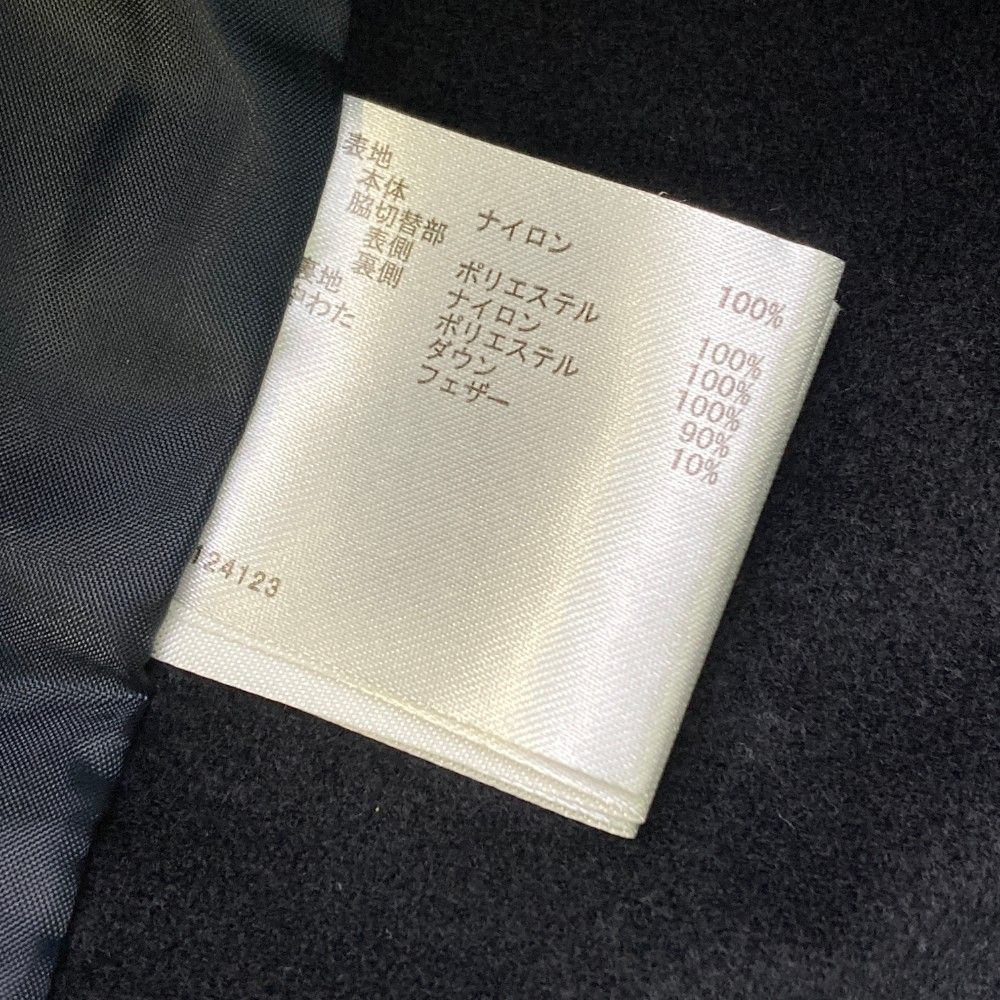 表地
本体 ナイロン 100%
脇切替部
表側 ポリエステル 100%
裏側 ナイロン 100%
裏地 ポリエステル 100%
中わた ダウン 90%
フェザー 10%
124123